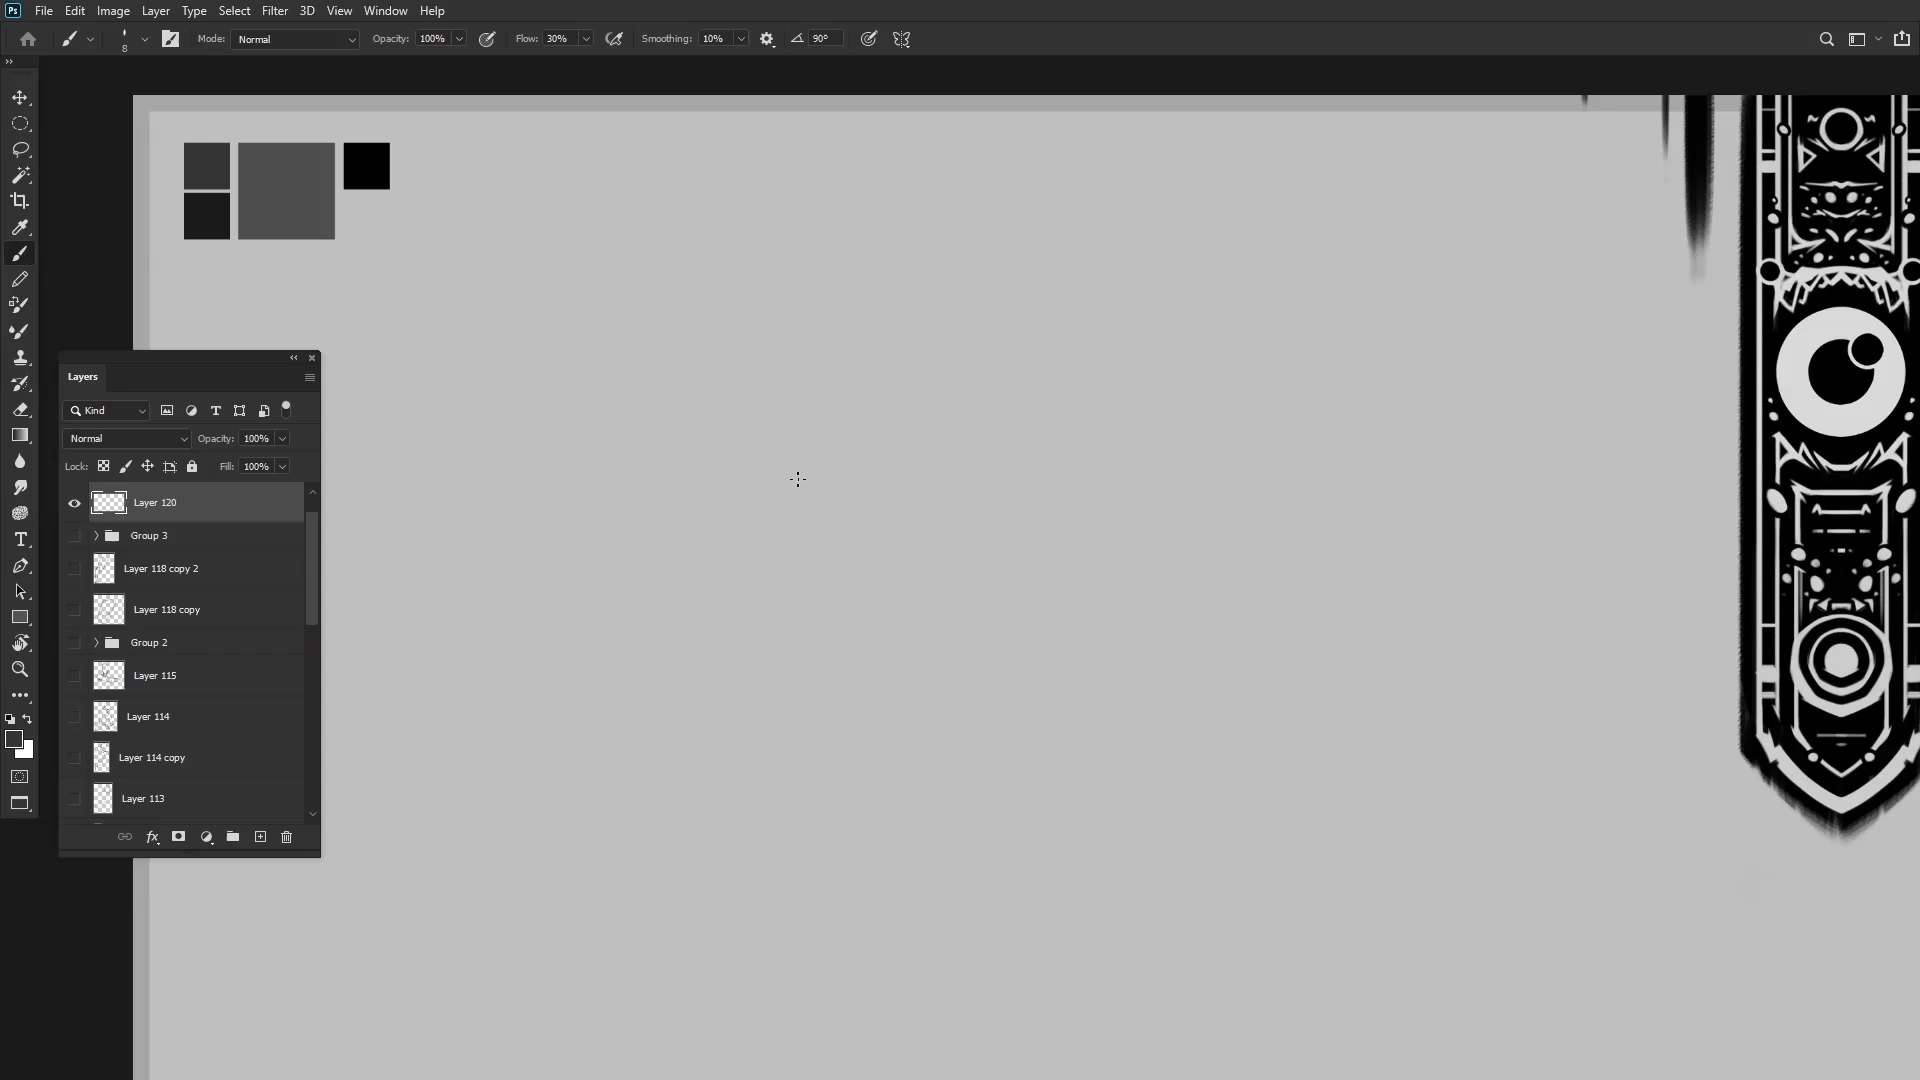 Ps File Edit Image Layer Type Select Filter 3D View Window Help
8 Mode: Normal Opacity: 100% Flow: 30% Smoothing: 10% 90°
Layers
Kind
Normal Opacity: 100%
Lock: Fill: 100%
Layer 120
Group 3
Layer 118 copy 2
Layer 118 copy
Group 2
Layer 115
Layer 114
Layer 114 copy
Layer 113
fx